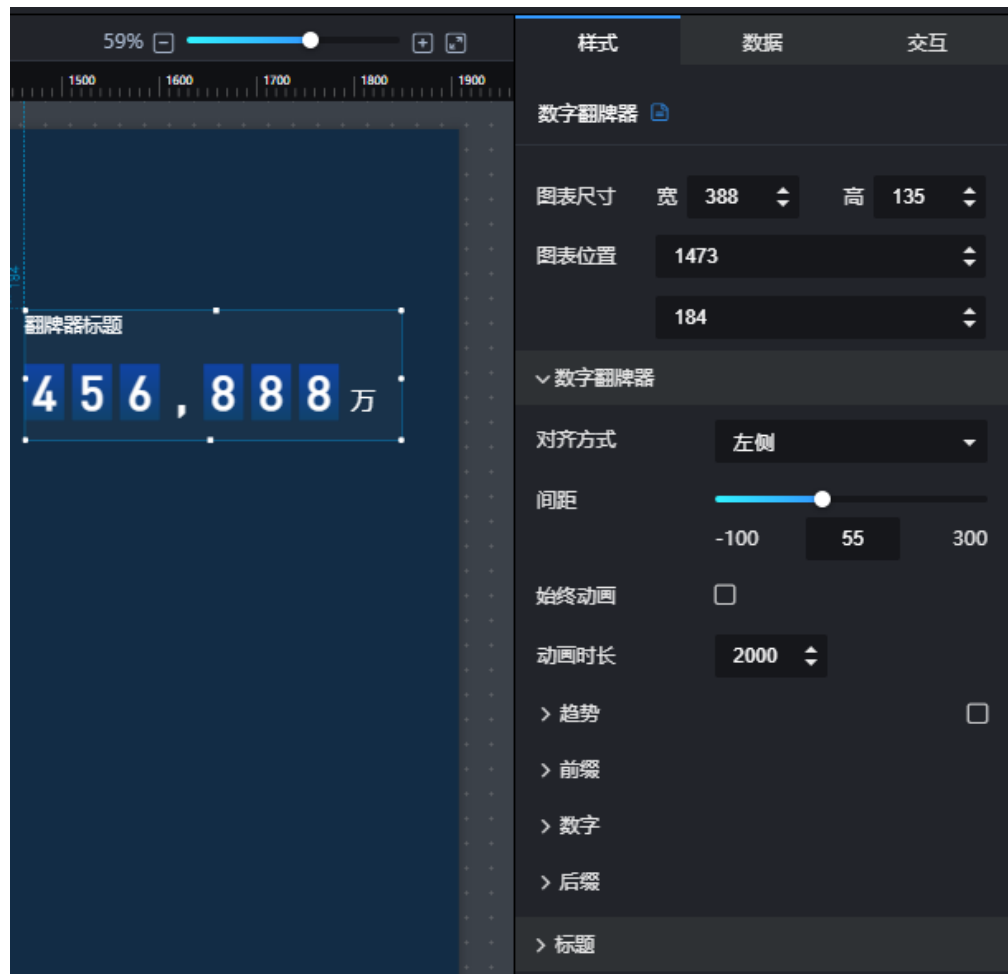 59%
1500 1600 1700 1800 1900
184
翻牌器标题
456,888万
样式 数据 交互
数字翻牌器
图表尺寸 宽 388 高 135
图表位置 1473
184
数字翻牌器
对齐方式 左侧
间距
-100 55 300
始终动画
动画时长 2000
趋势
前缀
数字
后缀
标题